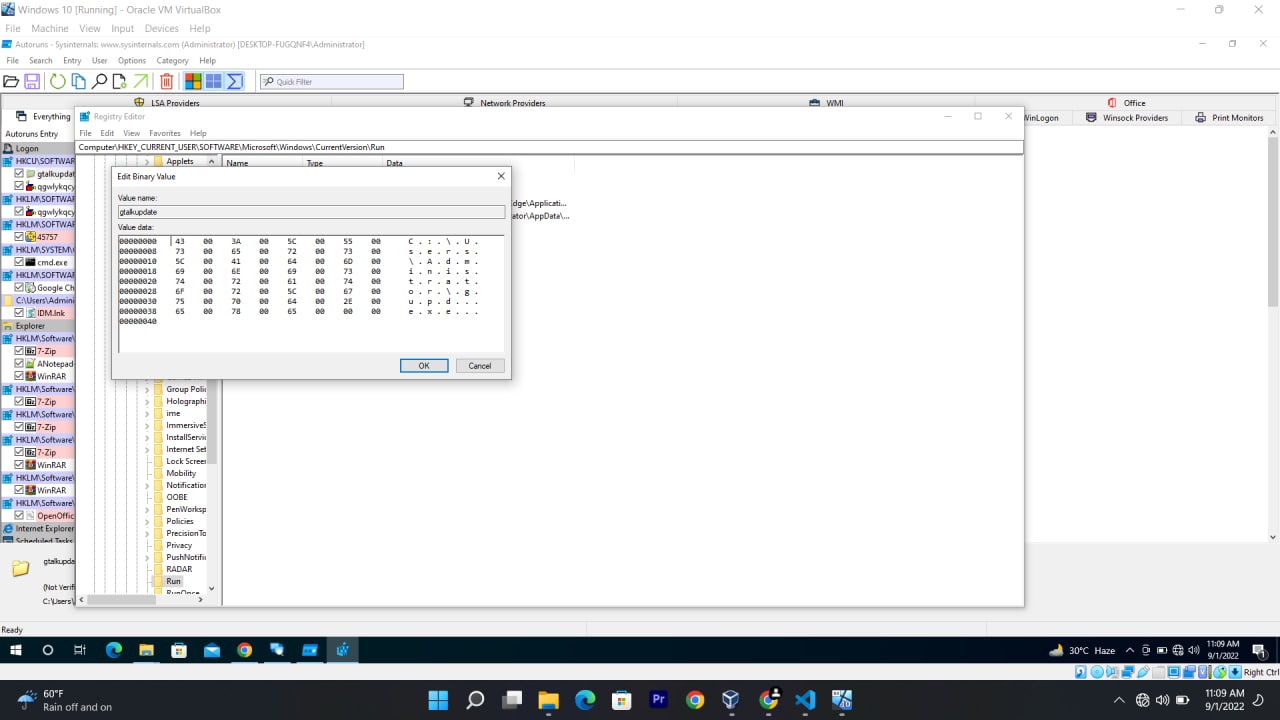 Windows 10 [Running] - Oracle VM VirtualBox
File Machine View Input Devices Help
Autoruns - Sysinternals: www.sysinternals.com (Administrator) [DESKTOP-FUGQNF4\Administrator]
File Search Entry User Options Category Help
Quick Filter
LSA Providers Network Providers WMI Office
Everything WinLogon Winsock Providers Print Monitors
Autoruns Entry
Logon
HKCU\SOFTWAR
gtalkupdat
qgwlykqcy
HKLM\SOFTWAR
qgwlykqcy
HKLM\SOFTWAR
45757
HKLM\SYSTEM\
cmd.exe
HKLM\SOFTWAR
Google Ch
C:\Users\Admini
IDM.lnk
Explorer
HKLM\Software\
7-Zip
ANotepad
WinRAR
HKLM\Software\
7-Zip
HKLM\Software\
7-Zip
HKLM\Software\
7-Zip
WinRAR
HKLM\Software\
WinRAR
HKLM\Software\
OpenOffic
Internet Explorer
Scheduled Tasks
gtalkupda
(Not Verifi
C:\Users\
Ready
Registry Editor
File Edit View Favorites Help
Computer\HKEY_CURRENT_USER\SOFTWARE\Microsoft\Windows\CurrentVersion\Run
Applets
Name Type Data
dge\Applicati...
ator\AppData\...
Edit Binary Value
Value name:
gtalkupdate
Value data:
00000000 43 00 3A 00 5C 00 55 00 C . : . \ . U .
00000008 73 00 65 00 72 00 73 00 s . e . r . s .
00000010 5C 00 41 00 64 00 6D 00 \ . A . d . m .
00000018 69 00 6E 00 69 00 73 00 i . n . i . s .
00000020 74 00 72 00 61 00 74 00 t . r . a . t .
00000028 6F 00 72 00 5C 00 67 00 o . r . \ . g .
00000030 75 00 70 00 64 00 2E 00 u . p . d . . .
00000038 65 00 78 00 65 00 00 00 e . x . e . . .
00000040
OK Cancel
Group Polic
Holographi
ime
ImmersiveS
InstallServic
Internet Set
Lock Screen
Mobility
Notification
OOBE
PenWorksp
Policies
PrecisionTo
Privacy
PushNotifi
RADAR
Run
RunOnce
30°C Haze
11:09 AM
9/1/2022
1
Right Ctrl
60°F
Rain off and on
Pr
11:09 AM
9/1/2022